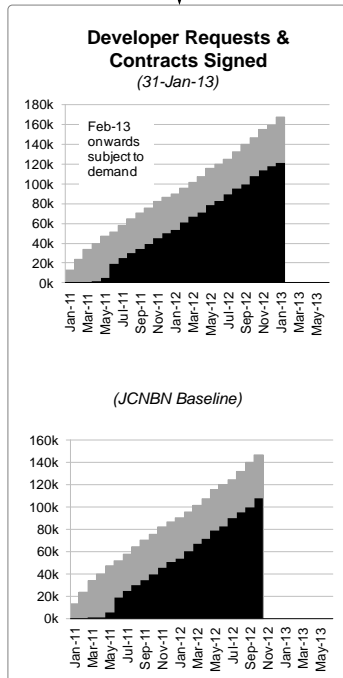 Developer Requests &
Contracts Signed
(31-Jan-13)
180k
160k
140k
120k
100k
80k
60k
40k
20k
0k
Feb-13
onwards
subject to
demand
Jan-11
Mar-11
May-11
Jul-11
Sep-11
Nov-11
Jan-12
Mar-12
May-12
Jul-12
Sep-12
Nov-12
Jan-13
Mar-13
May-13
(JCNBN Baseline)
160k
140k
120k
100k
80k
60k
40k
20k
0k
Jan-11
Mar-11
May-11
Jul-11
Sep-11
Nov-11
Jan-12
Mar-12
May-12
Jul-12
Sep-12
Nov-12
Jan-13
Mar-13
May-13